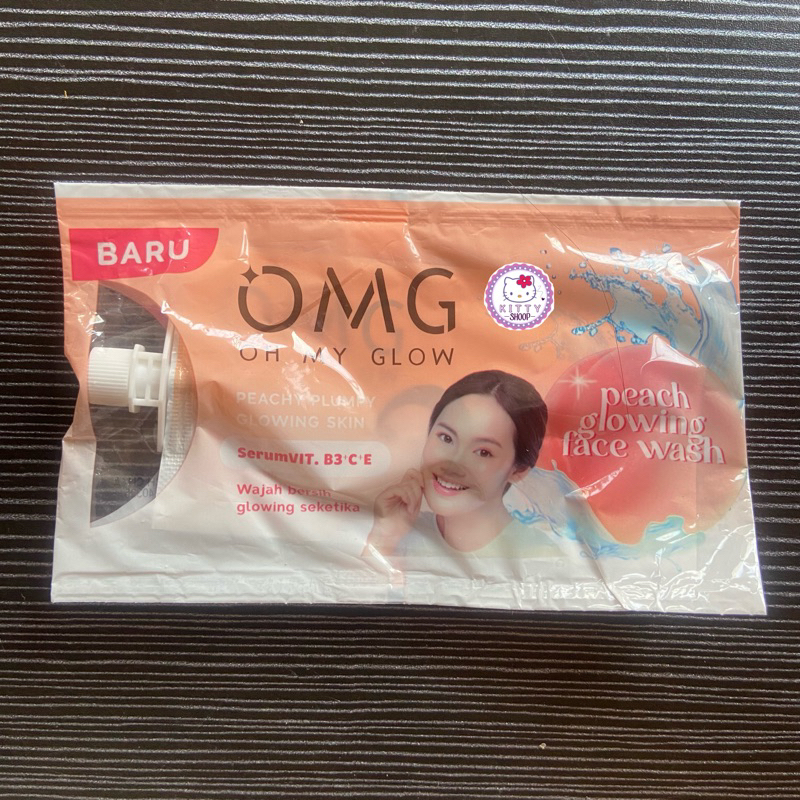 BARU
OMG
OH MY GLOW
KITTY
SHOOP
PEACHY PLUMPY
GLOWING SKIN
SerumVIT. B3+C+E
Wajah bersih
glowing seketika
peach
glowing
face wash